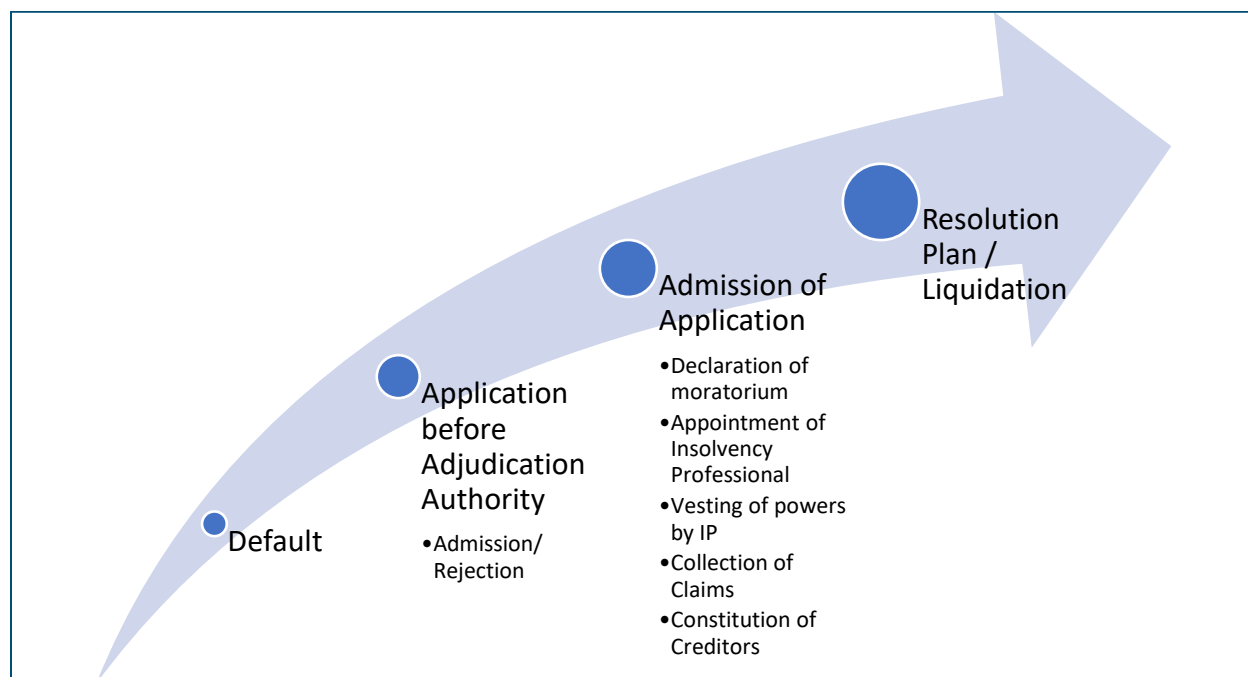 Default
Application
before
Adjudication
Authority
•Admission/
Rejection
Admission of
Application
•Declaration of
moratorium
•Appointment of
Insolvency
Professional
•Vesting of powers
by IP
•Collection of
Claims
•Constitution of
Creditors
Resolution
Plan /
Liquidation